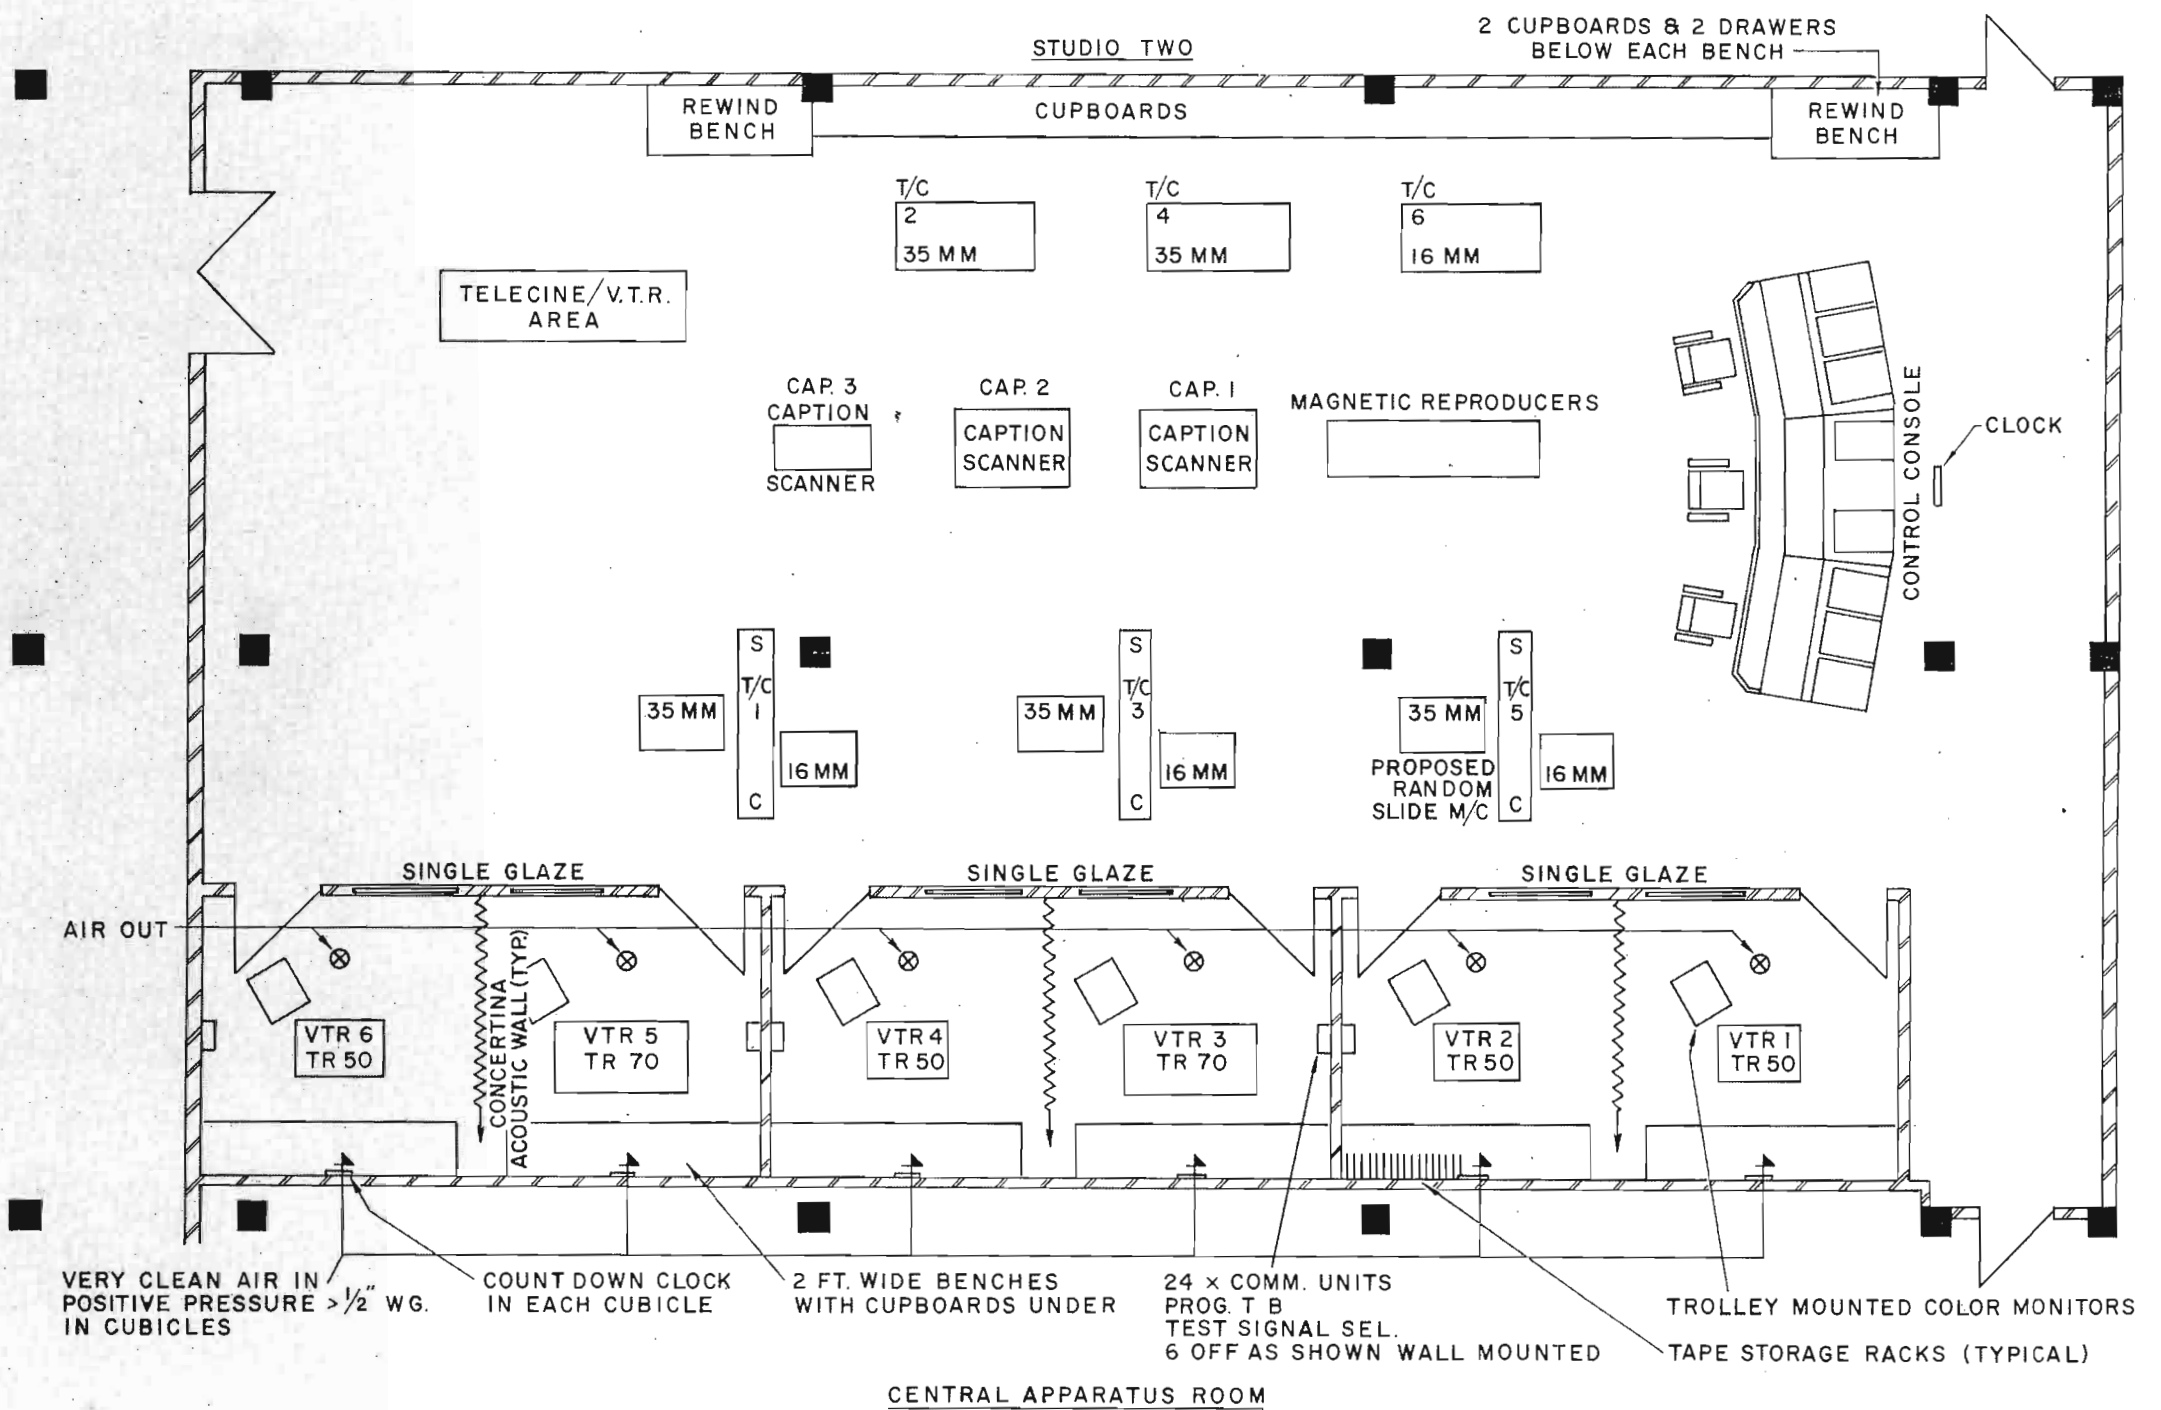 STUDIO TWO
2 CUPBOARDS & 2 DRAWERS
BELOW EACH BENCH
REWIND
BENCH
CUPBOARDS
REWIND
BENCH
T/C
2
35 MM
T/C
4
35 MM
T/C
6
16 MM
TELECINE/V.T.R.
AREA
CAP. 3
CAPTION
SCANNER
CAP. 2
CAPTION
SCANNER
CAP. 1
CAPTION
SCANNER
MAGNETIC REPRODUCERS
CONTROL CONSOLE
CLOCK
35 MM
S
T/C
1
C
16 MM
35 MM
S
T/C
3
C
16 MM
35 MM
PROPOSED
RANDOM
SLIDE M/C
S
T/C
5
C
16 MM
SINGLE GLAZE
SINGLE GLAZE
SINGLE GLAZE
AIR OUT
VTR 6
TR 50
CONCERTINA
ACOUSTIC WALL (TYP.)
VTR 5
TR 70
VTR 4
TR 50
VTR 3
TR 70
VTR 2
TR 50
VTR 1
TR 50
VERY CLEAN AIR IN
POSITIVE PRESSURE >1/2" WG.
IN CUBICLES
COUNT DOWN CLOCK
IN EACH CUBICLE
2 FT. WIDE BENCHES
WITH CUPBOARDS UNDER
24 x COMM. UNITS
PROG. T B
TEST SIGNAL SEL.
6 OFF AS SHOWN WALL MOUNTED
TROLLEY MOUNTED COLOR MONITORS
TAPE STORAGE RACKS (TYPICAL)
CENTRAL APPARATUS ROOM